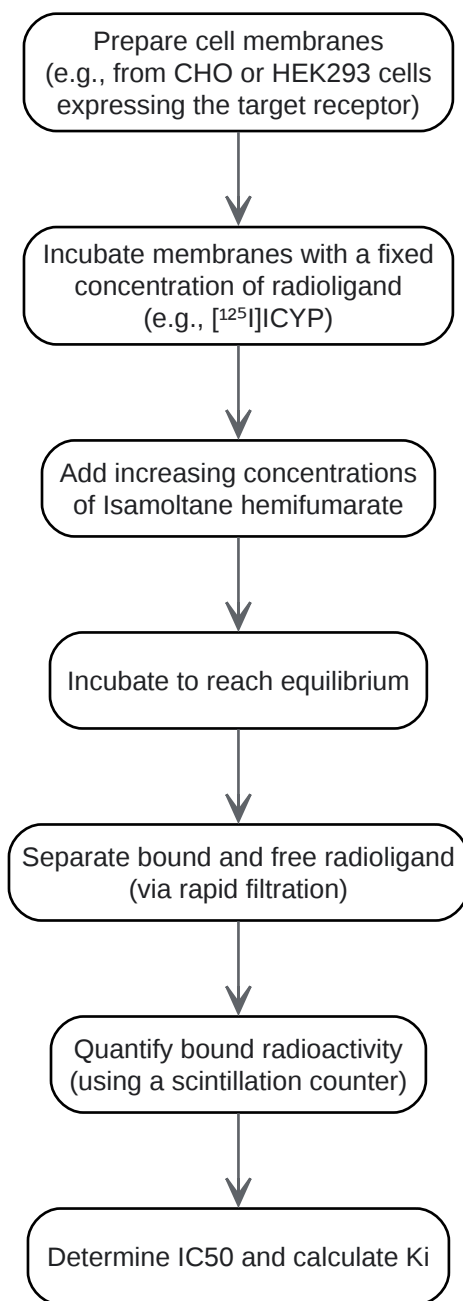 Prepare cell membranes
(e.g., from CHO or HEK293 cells
expressing the target receptor)
Incubate membranes with a fixed
concentration of radioligand
(e.g., [¹²⁵I]ICYP)
Add increasing concentrations
of Isamoltane hemifumarate
Incubate to reach equilibrium
Separate bound and free radioligand
(via rapid filtration)
Quantify bound radioactivity
(using a scintillation counter)
Determine IC50 and calculate Ki